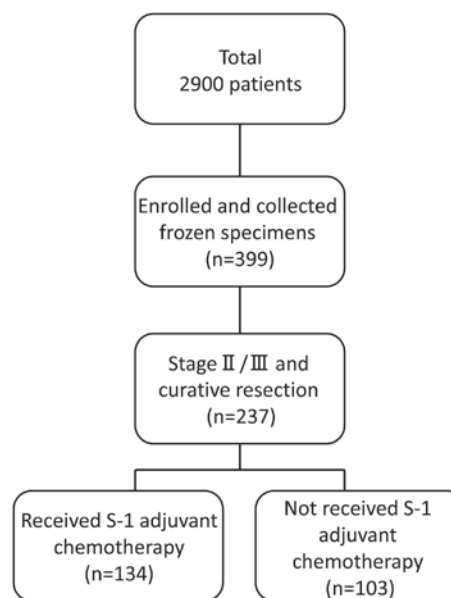 Total
2900 patients
Enrolled and collected
frozen specimens
(n=399)
Stage Ⅱ/Ⅲ and
curative resection
(n=237)
Received S-1 adjuvant
chemotherapy
(n=134)
Not received S-1
adjuvant
chemotherapy
(n=103)